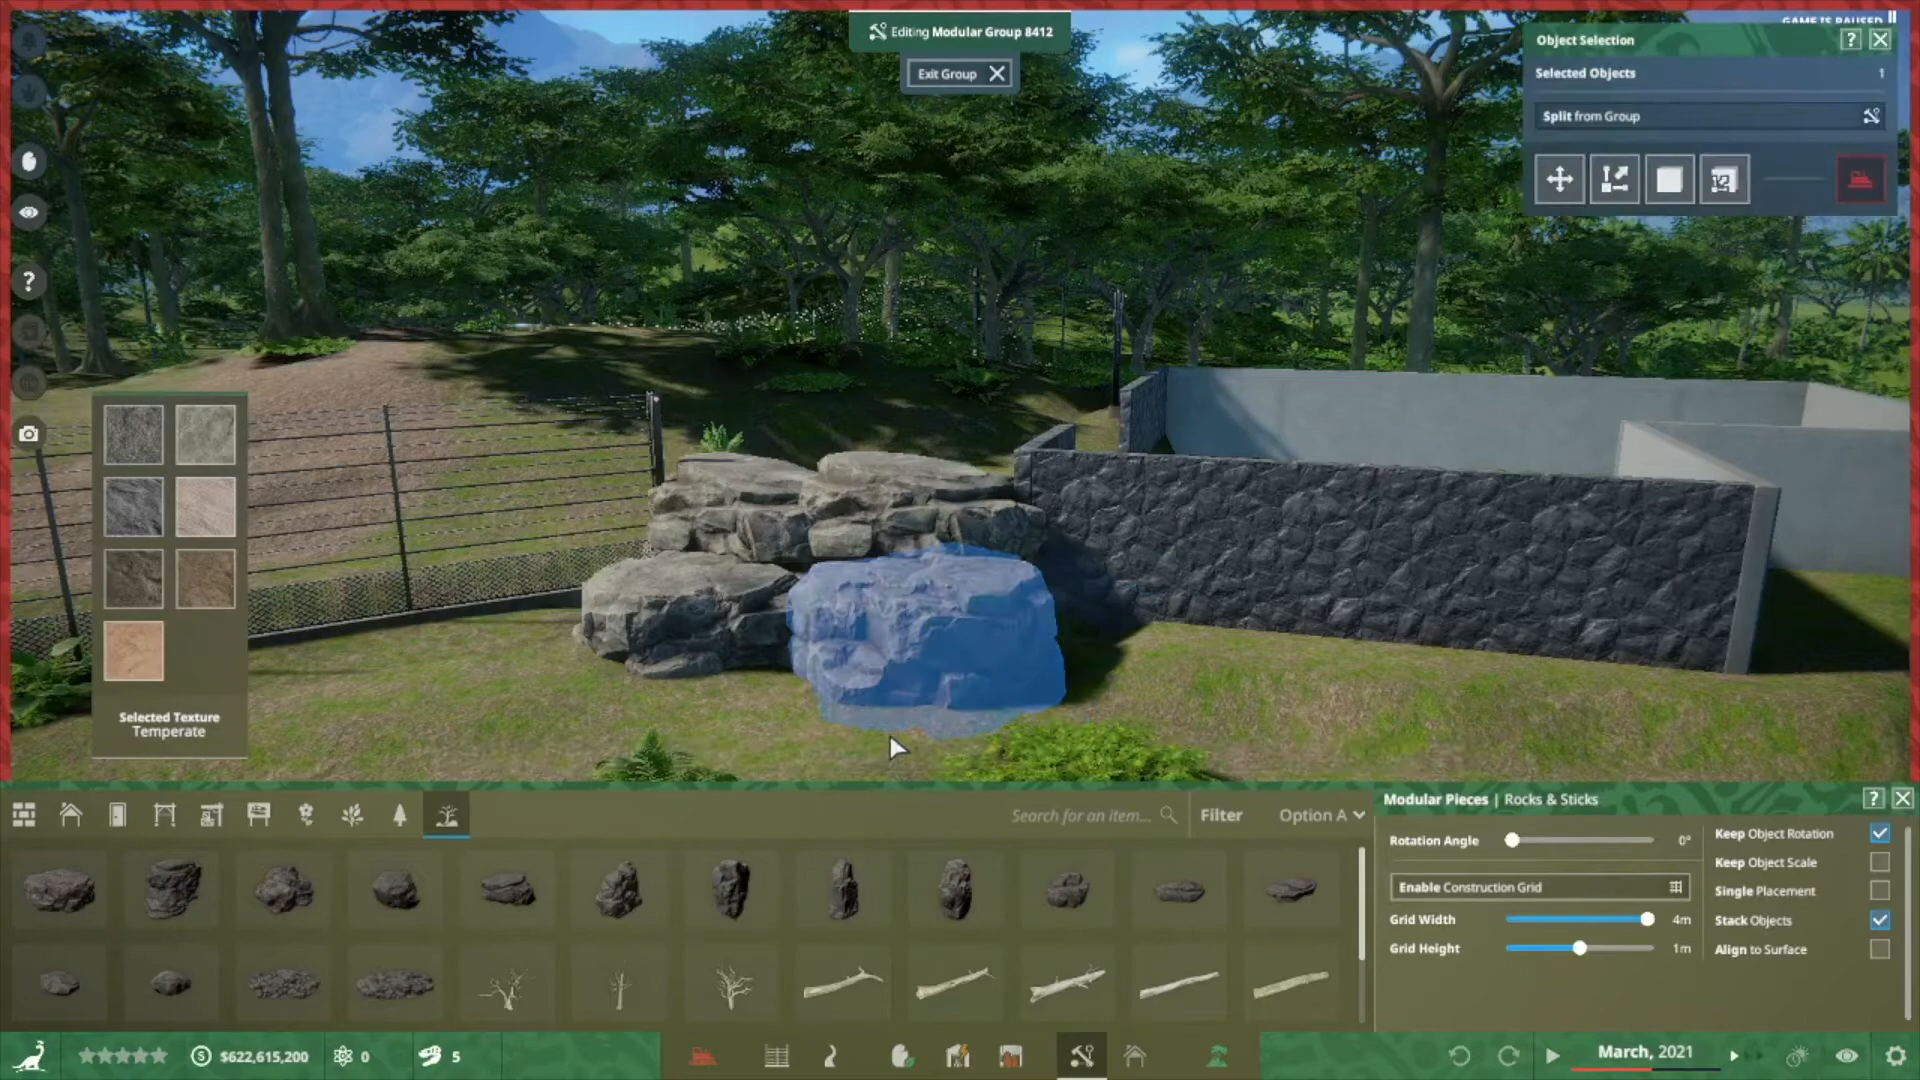 GAME IS PAUSED
Editing Modular Group 8412
Exit Group
Object Selection
?
Selected Objects 1
Split from Group
?
Selected Texture
Temperate
Search for an item...
Filter
Option A
Modular Pieces | Rocks & Sticks
?
Rotation Angle 0°
Enable Construction Grid
Grid Width 4m
Grid Height 1m
Keep Object Rotation
Keep Object Scale
Single Placement
Stack Objects
Align to Surface
$622,615,200
0
5
March, 2021